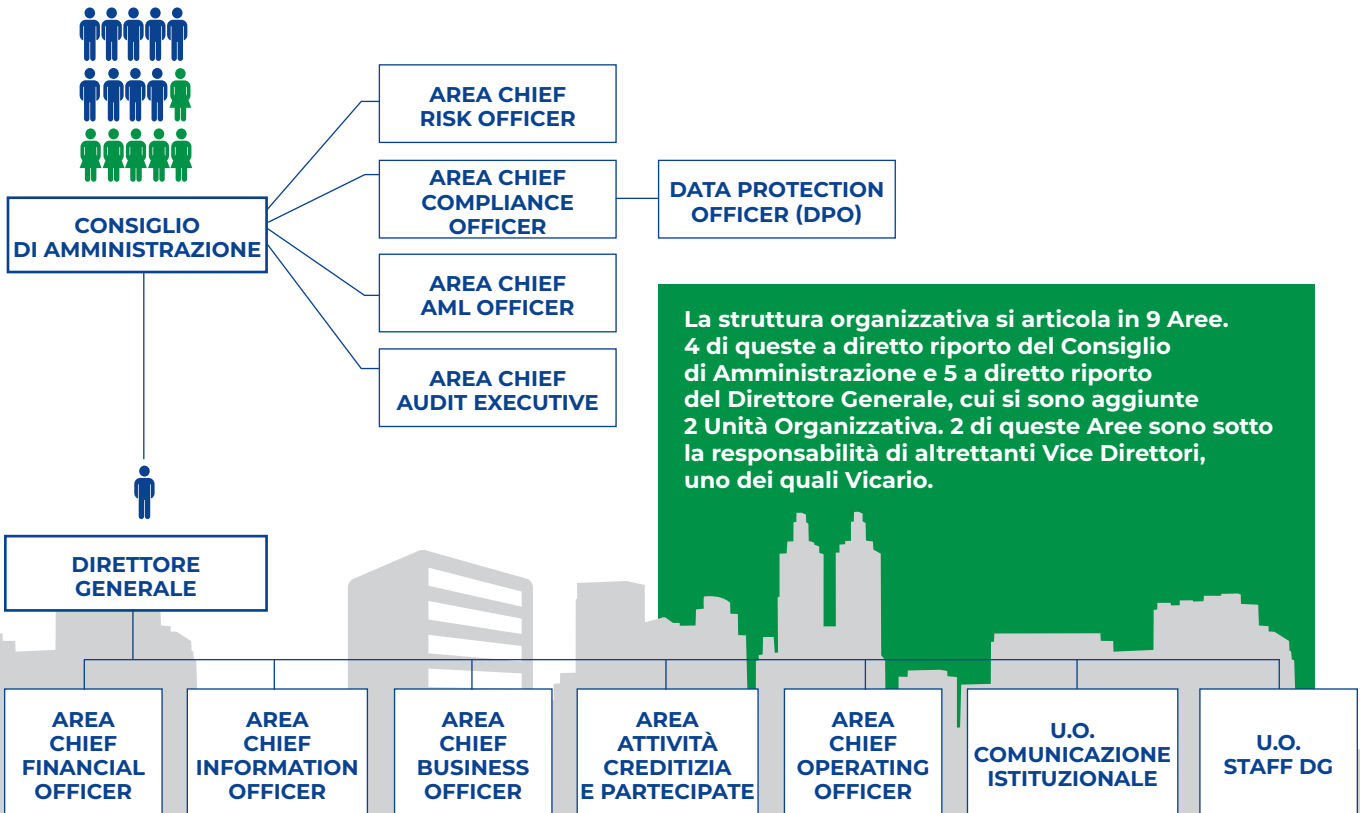 AREA CHIEF
RISK OFFICER
AREA CHIEF
COMPLIANCE
OFFICER
DATA PROTECTION
OFFICER (DPO)
CONSIGLIO
DI AMMINISTRAZIONE
AREA CHIEF
AML OFFICER
AREA CHIEF
AUDIT EXECUTIVE
La struttura organizzativa si articola in 9 Aree.
4 di queste a diretto riporto del Consiglio
di Amministrazione e 5 a diretto riporto
del Direttore Generale, cui si sono aggiunte
2 Unità Organizzativa. 2 di queste Aree sono sotto
la responsabilità di altrettanti Vice Direttori,
uno dei quali Vicario.
DIRETTORE
GENERALE
AREA
CHIEF
FINANCIAL
OFFICER
AREA
CHIEF
INFORMATION
OFFICER
AREA
CHIEF
BUSINESS
OFFICER
AREA
ATTIVITÀ
CREDITIZIA
E PARTECIPATE
AREA
CHIEF
OPERATING
OFFICER
U.O.
COMUNICAZIONE
ISTITUZIONALE
U.O.
STAFF DG